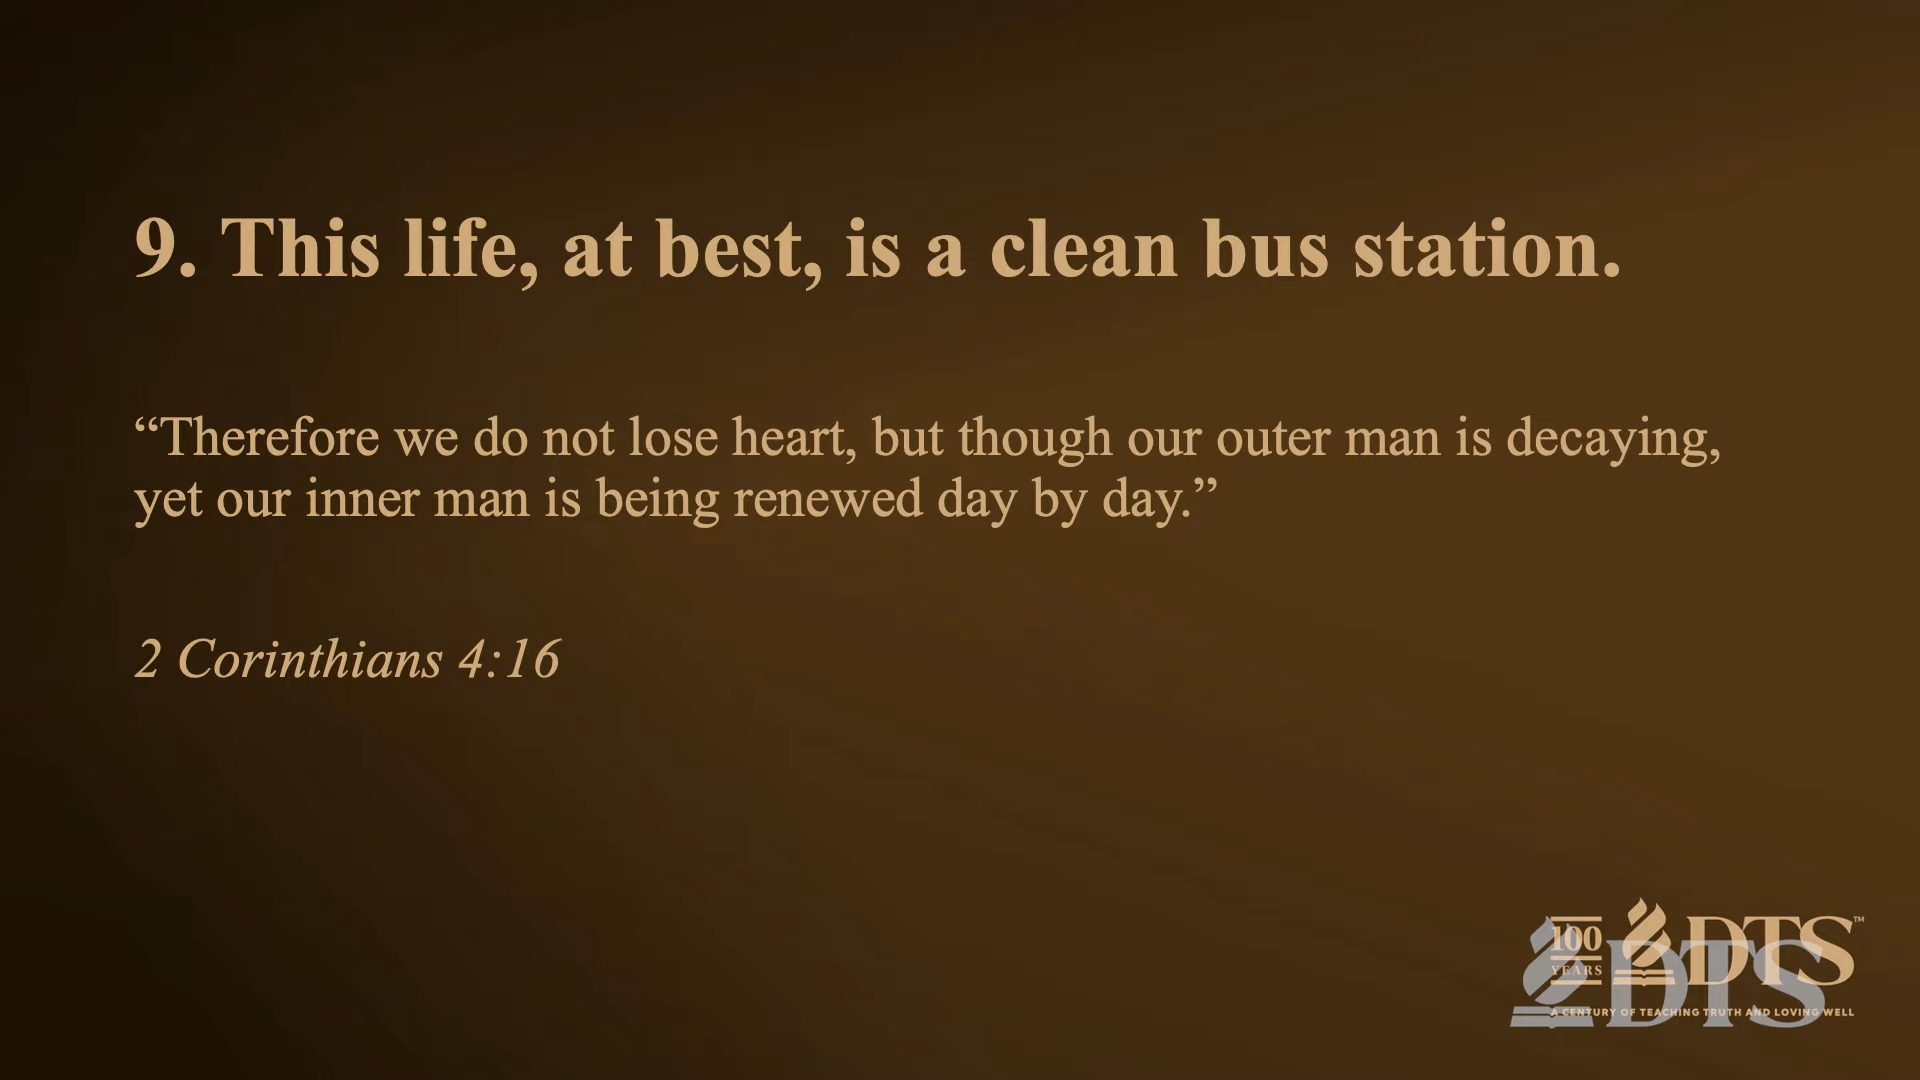 9. This life, at best, is a clean bus station.
“Therefore we do not lose heart, but though our outer man is decaying,
yet our inner man is being renewed day by day.”
2 Corinthians 4:16
100
YEARS
DTS™
DTS
A CENTURY OF TEACHING TRUTH AND LOVING WELL